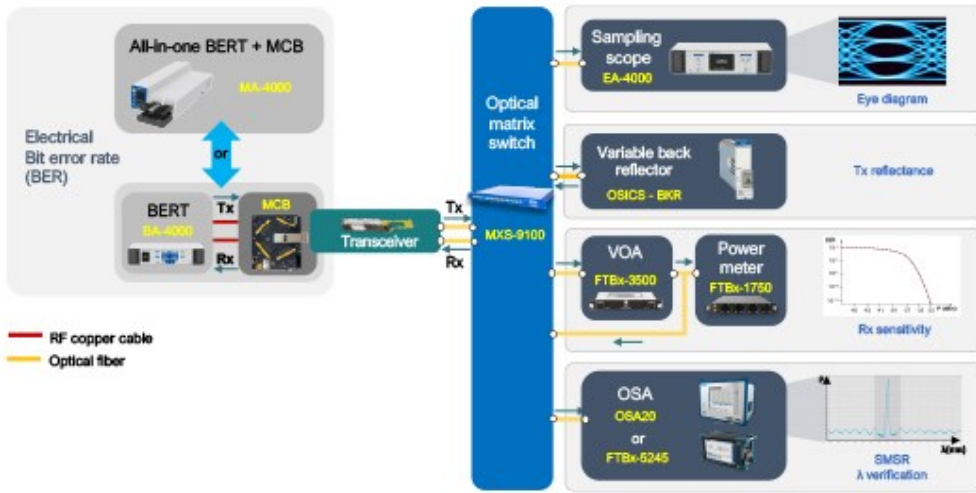 All-in-one BERT + MCB
MA-4000
Electrical
Bit error rate
(BER)
or
BERT
BA-4000
Tx
Rx
MCB
Transceiver
Tx
Rx
RF copper cable
Optical fiber
Optical
matrix
switch
MXS-9100
Sampling
scope
EA-4000
Eye diagram
Variable back
reflector
OSICS - BKR
Tx reflectance
VOA
FTBx-3500
Power
meter
FTBx-1750
Rx sensitivity
OSA
OSA20
or
FTBx-5245
SMSR
λ verification